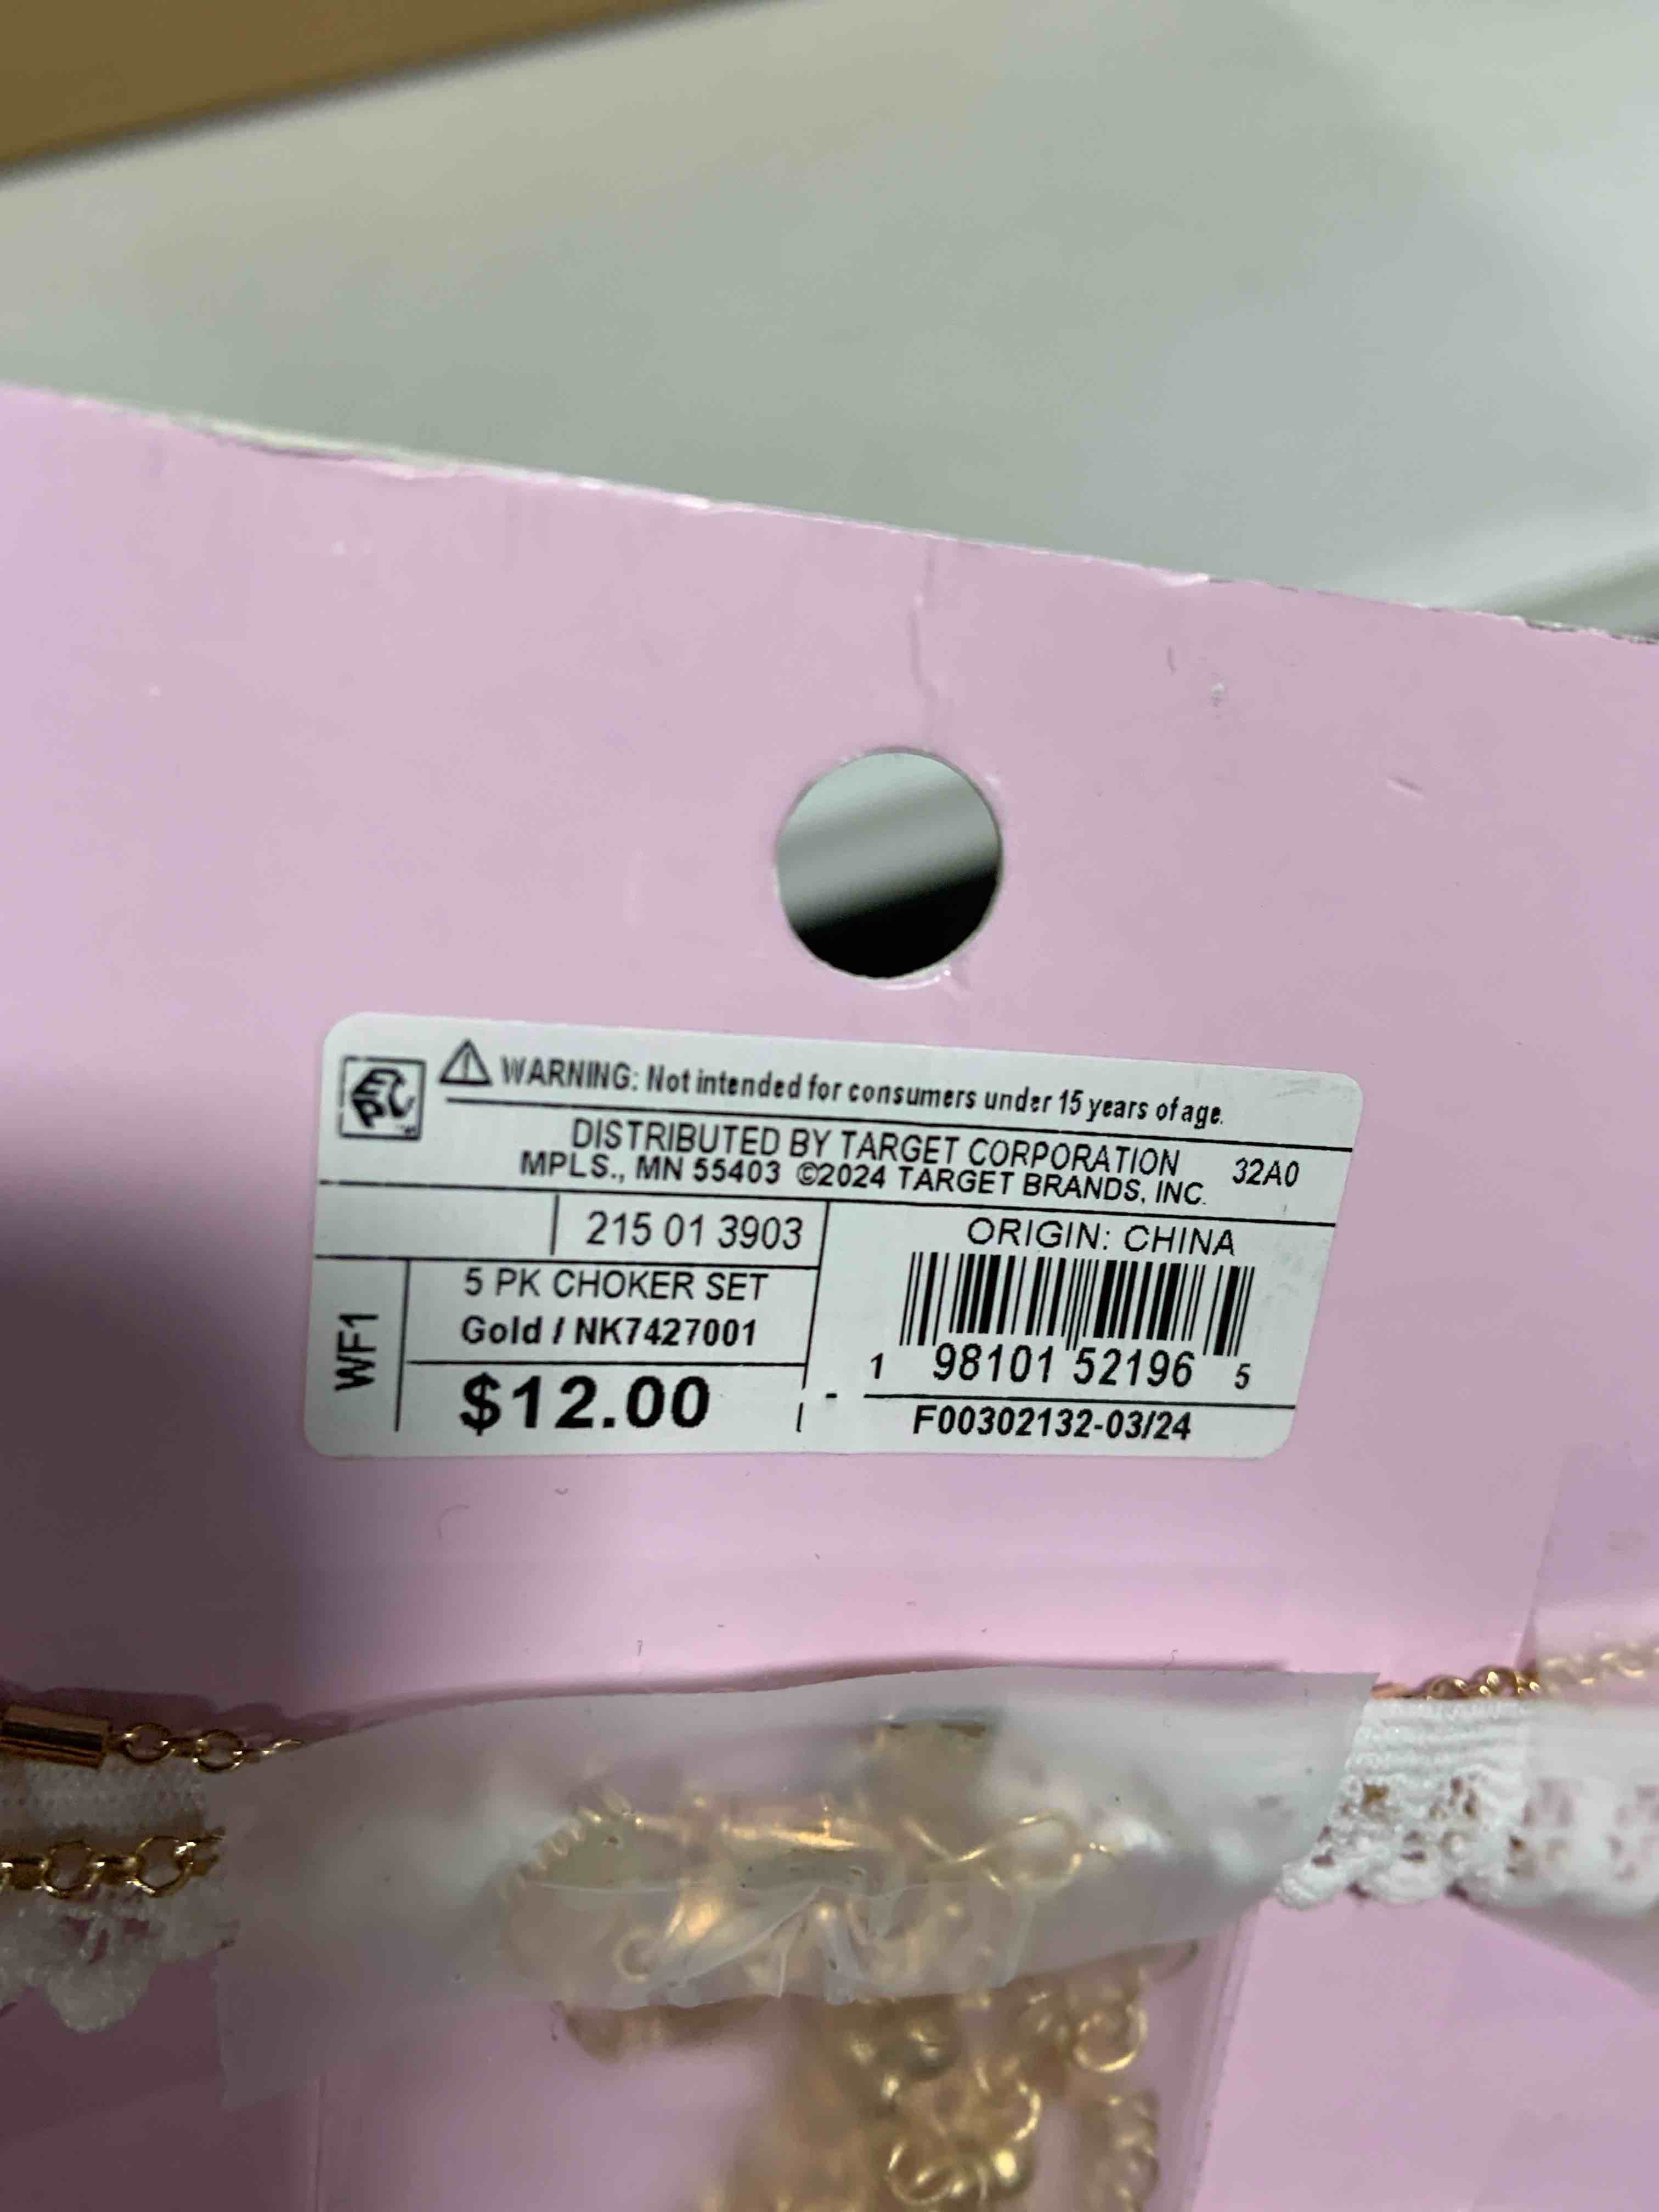 EPC
WARNING: Not intended for consumers under 15 years of age.
DISTRIBUTED BY TARGET CORPORATION
MPLS., MN 55403 ©2024 TARGET BRANDS, INC.
32A0
215 01 3903
ORIGIN: CHINA
5 PK CHOKER SET
Gold / NK7427001
WF1
$12.00
1 98101 52196 5
F00302132-03/24